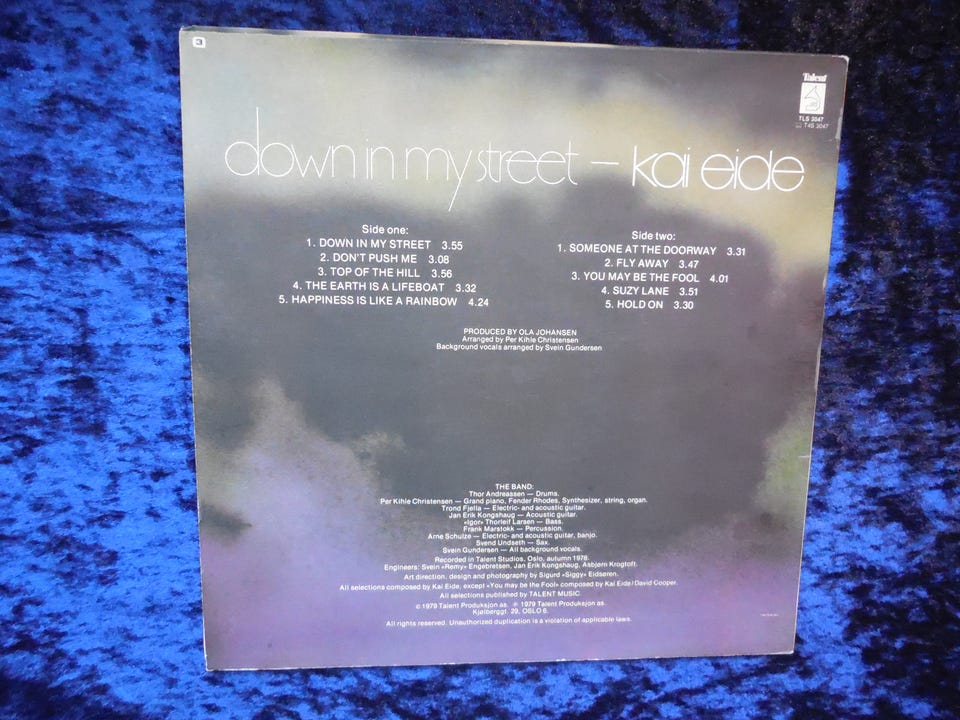 3
Talent
TLS 3047
T4S 3047
down in my street — kai eide
Side one:
1. DOWN IN MY STREET 3.55
2. DON'T PUSH ME 3.08
3. TOP OF THE HILL 3.56
4. THE EARTH IS A LIFEBOAT 3.32
5. HAPPINESS IS LIKE A RAINBOW 4.24
Side two:
1. SOMEONE AT THE DOORWAY 3.31
2. FLY AWAY 3.47
3. YOU MAY BE THE FOOL 4.01
4. SUZY LANE 3.51
5. HOLD ON 3.30
PRODUCED BY OLA JOHANSEN
Arranged by Per Kihle Christensen
Background vocals arranged by Svein Gundersen
THE BAND:
Thor Andreassen — Drums.
Per Kihle Christensen — Grand piano, Fender Rhodes, Synthesizer, string, organ.
Trond Fjella — Electric- and acoustic guitar.
Jan Erik Kongshaug — Acoustic guitar.
«Igor» Thorleif Larsen — Bass.
Frank Marstokk — Percussion.
Arne Schulze — Electric- and acoustic guitar, banjo.
Svend Undseth — Sax.
Svein Gundersen — All background vocals.
Recorded in Talent Studios, Oslo, autumn 1978.
Engineers: Svein «Remy» Engebretsen, Jan Erik Kongshaug, Asbjørn Krogtoft.
Art direction, design and photography by Sigurd «Siggy» Eidsøren.
All selections composed by Kai Eide, except «You may be the Fool» composed by Kai Eide/David Cooper.
All selections published by TALENT MUSIC
© 1979 Talent Produksjon as. ℗ 1979 Talent Produksjon as.
Kjølberggt. 29, OSLO 6.
All rights reserved. Unauthorized duplication is a violation of applicable laws.